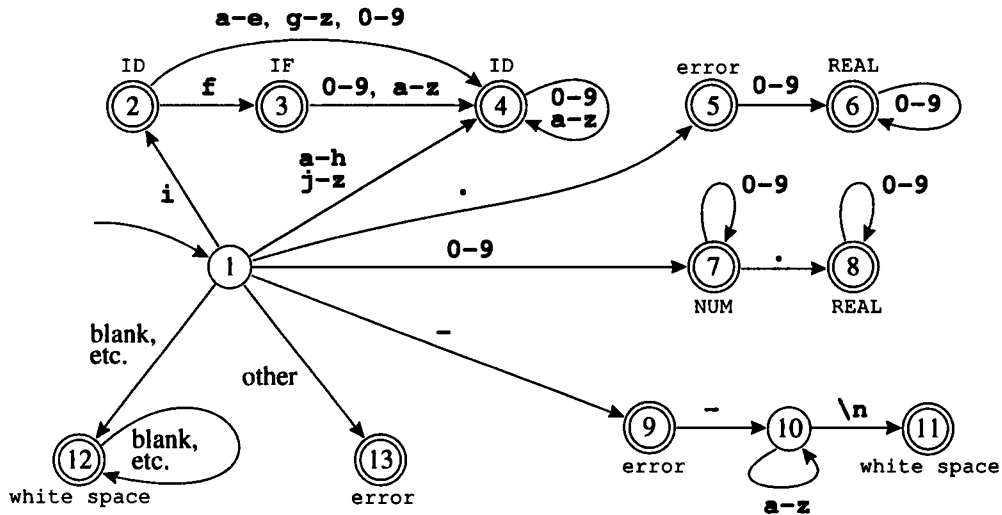 a-e, g-z, 0-9
ID
IF
ID
error
REAL
2
f
3
0-9, a-z
4
0-9
a-z
5
0-9
6
0-9
a-h
j-z
i
.
0-9
0-9
1
0-9
7
.
8
NUM
REAL
blank,
etc.
other
-
12
blank,
etc.
13
9
-
10
\n
11
white space
error
error
white space
a-z